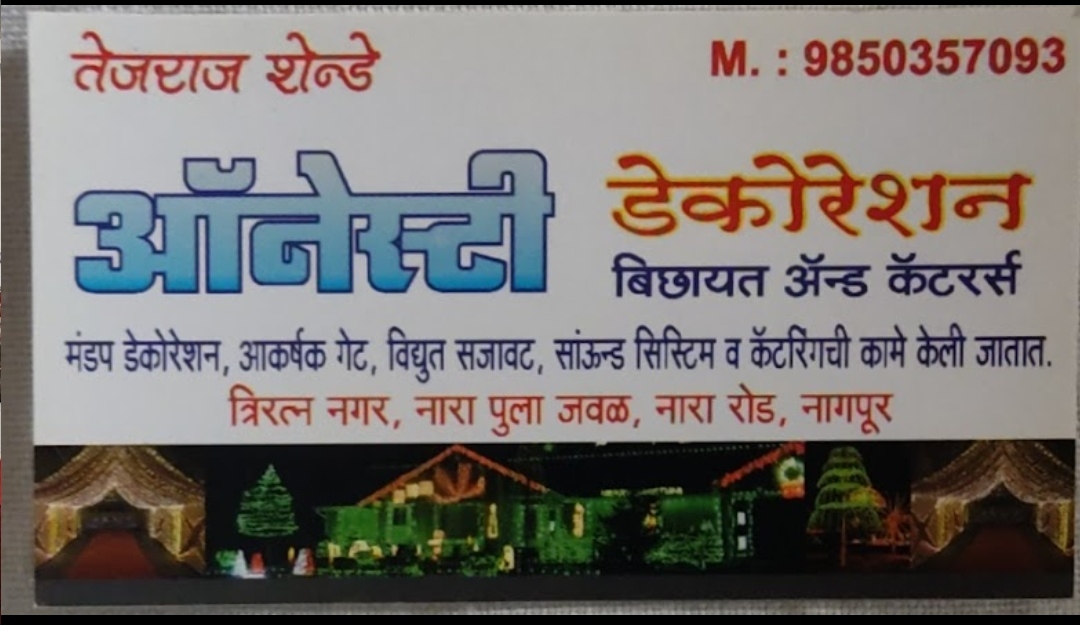 तेजराज शेन्डे
M. : 9850357093
ऑनेस्टी
डेकोरेशन
बिछायत ॲन्ड कॅटरर्स
मंडप डेकोरेशन, आकर्षक गेट, विद्युत सजावट, सांऊन्ड सिस्टिम व कॅटरिंगची कामे केली जातात.
त्रिरत्न नगर, नारा पुला जवळ, नारा रोड, नागपूर